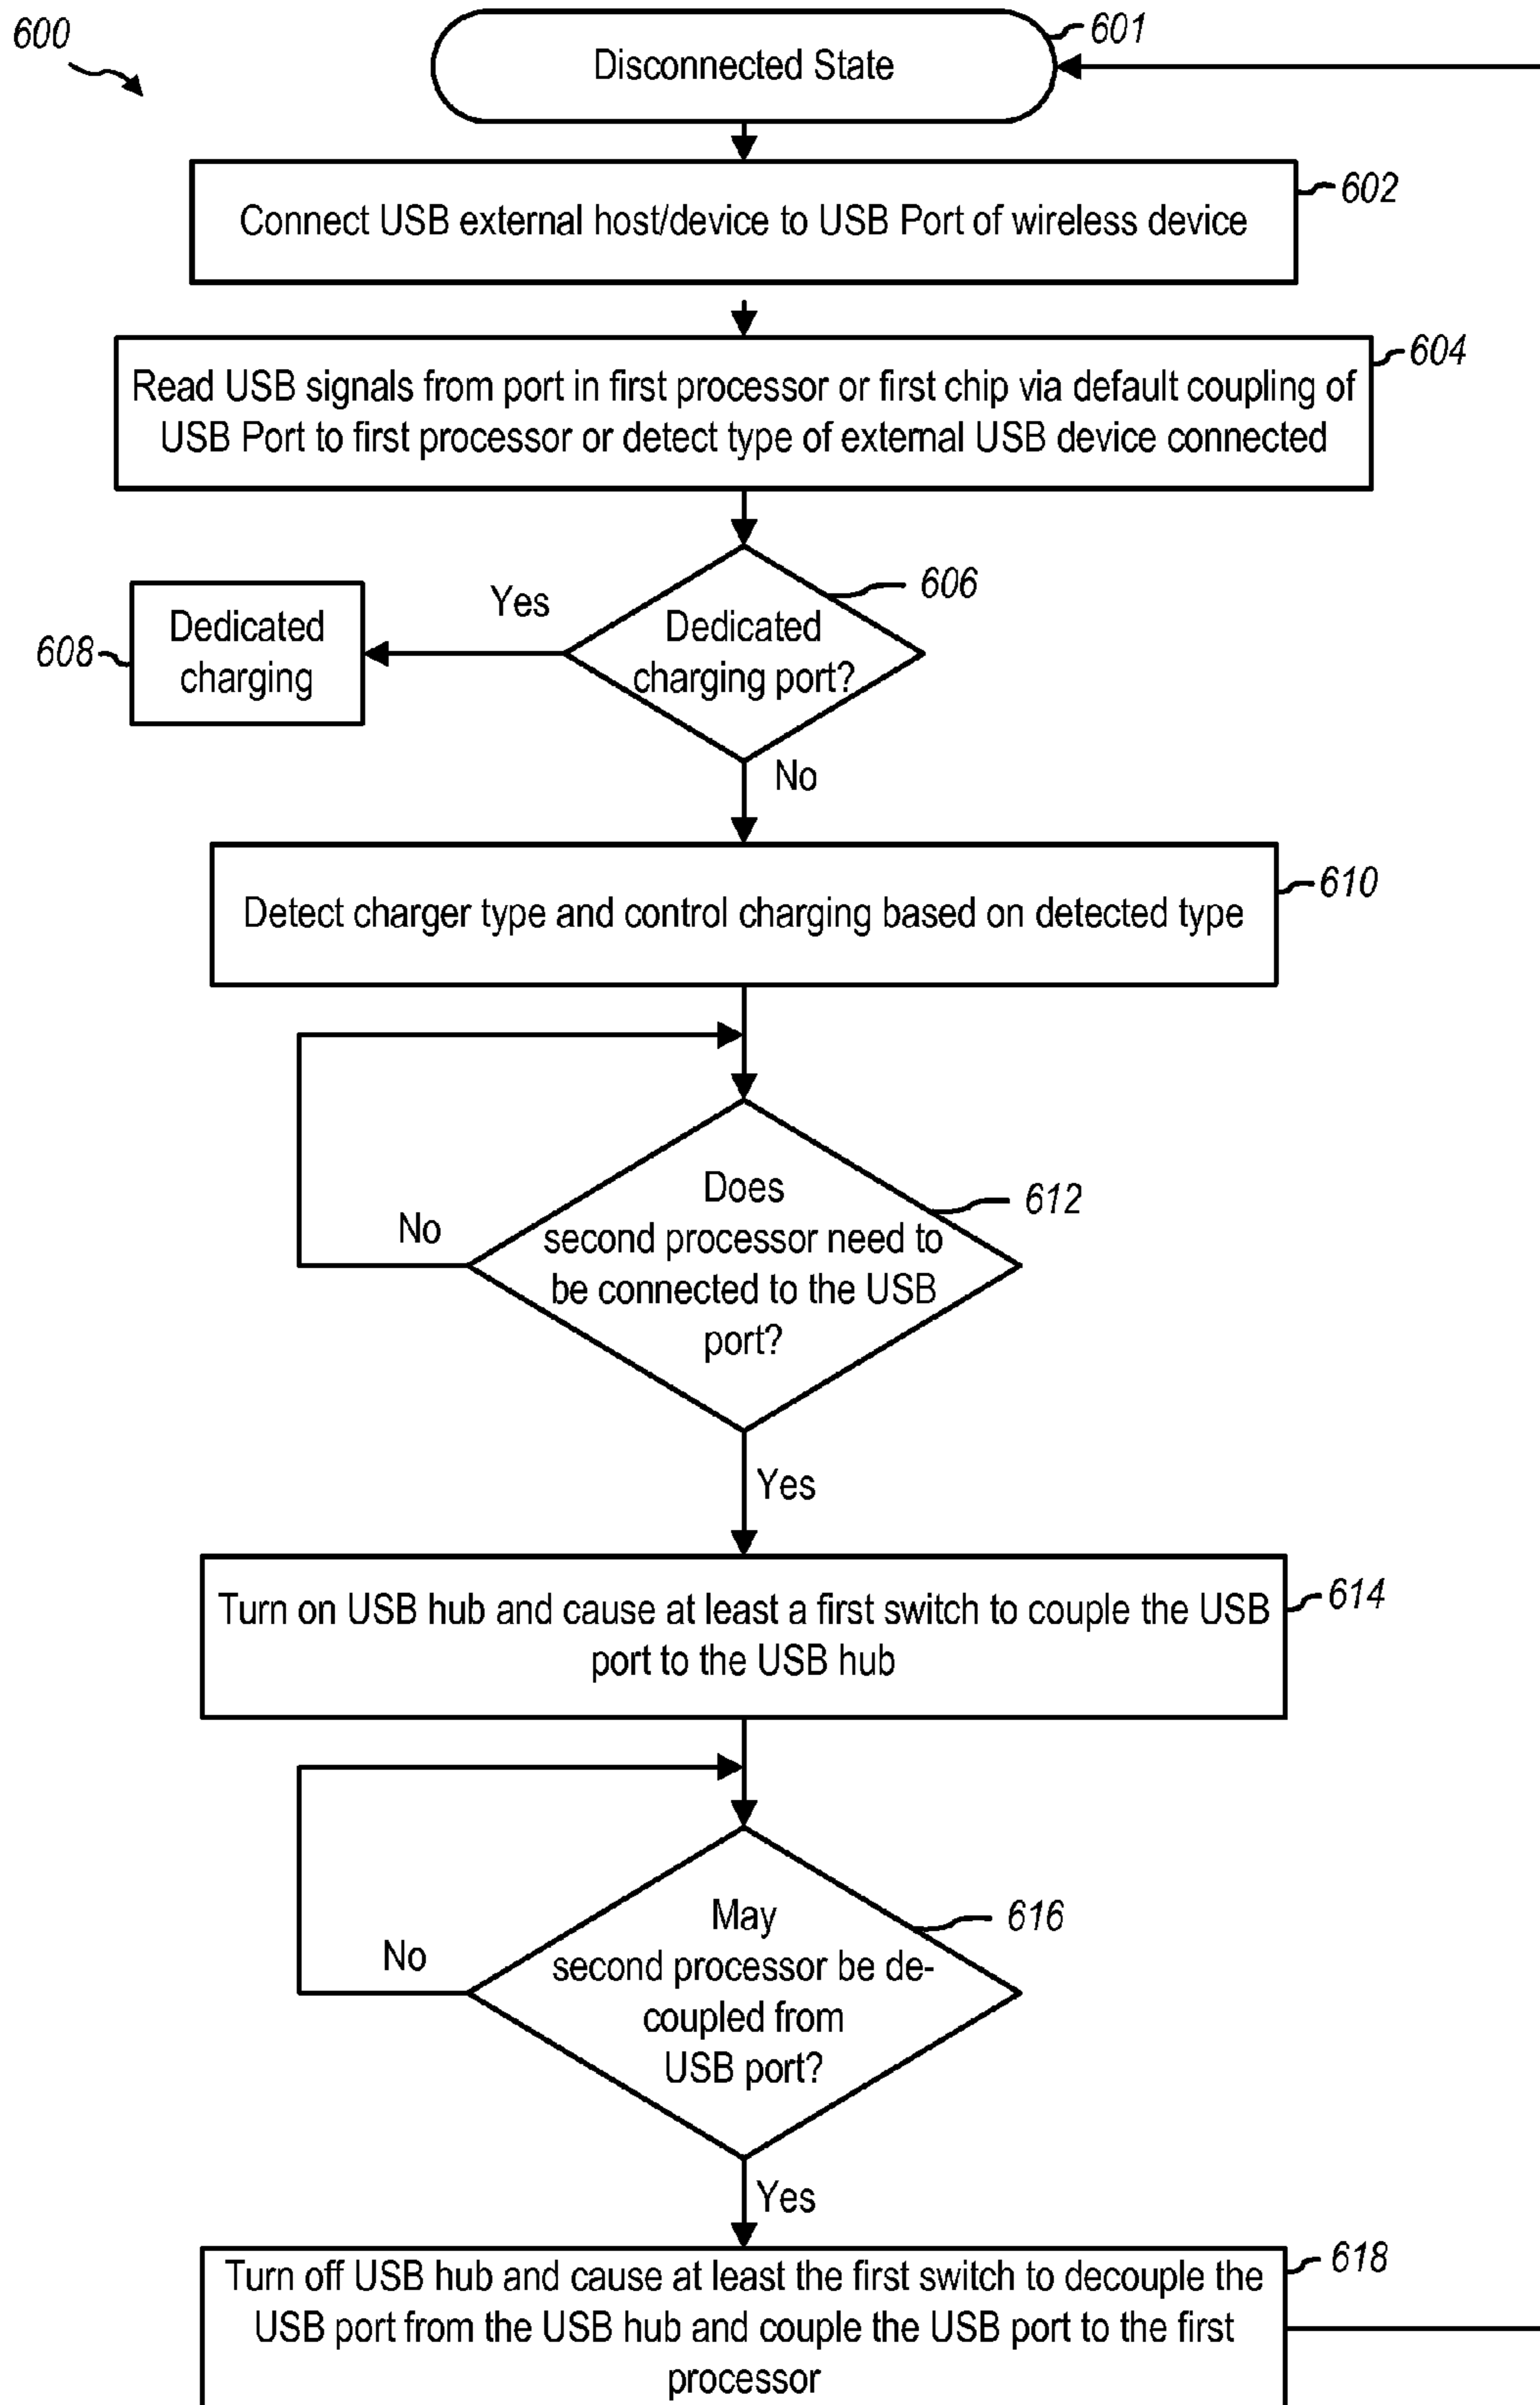 600
601
Disconnected State
602
Connect USB external host/device to USB Port of wireless device
604
Read USB signals from port in first processor or first chip via default coupling of
USB Port to first processor or detect type of external USB device connected
606
Yes
Dedicated
charging port?
608
Dedicated
charging
No
610
Detect charger type and control charging based on detected type
612
No
Does
second processor need to
be connected to the USB
port?
Yes
614
Turn on USB hub and cause at least a first switch to couple the USB
port to the USB hub
616
No
May
second processor be de-
coupled from
USB port?
Yes
618
Turn off USB hub and cause at least the first switch to decouple the
USB port from the USB hub and couple the USB port to the first
processor